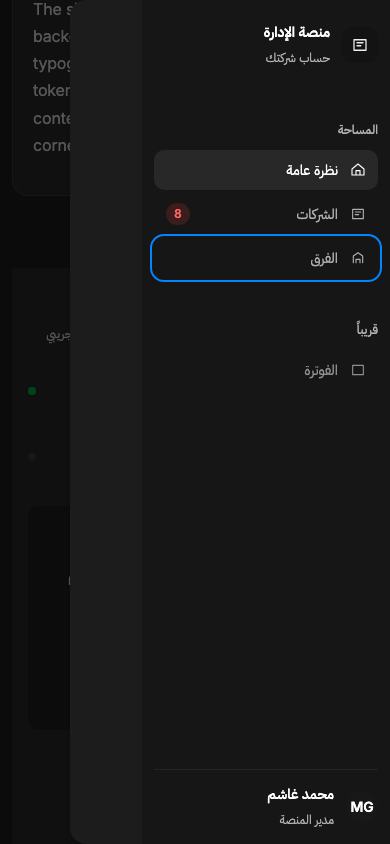 منصة الإدارة
حساب شركتك
المساحة
نظرة عامة
الشركات 8
الفرق
قريباً
الفوترة
محمد غاشم
MG
مدير المنصة
The s
back
typog
token
conte
corne